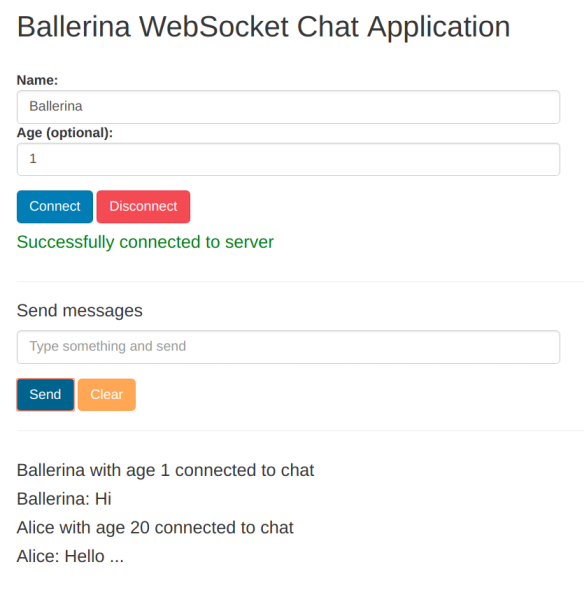 Ballerina WebSocket Chat Application
Name:
Ballerina
Age (optional):
1
Connect Disconnect
Successfully connected to server
Send messages
Type something and send
Send Clear
Ballerina with age 1 connected to chat
Ballerina: Hi
Alice with age 20 connected to chat
Alice: Hello ...